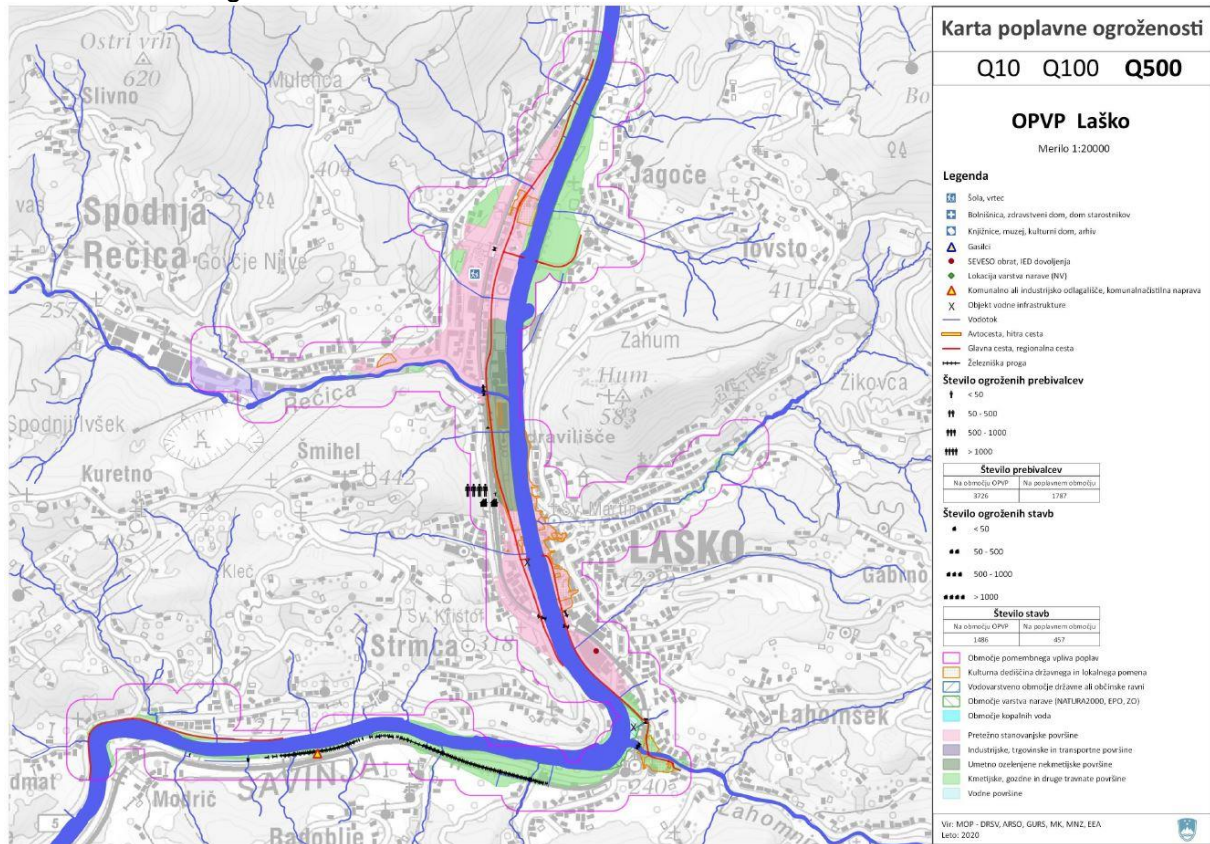 Ostri vrh
620
Mulenca
Slivno
404
Jagoče
Spodnja
Rečica
Govčje Njive
257
Tovsto
411
Zahum
Hum
583
Žikovca
Rečica
Spodnji Ivšek
K
Šmihel
442
Kuretno
Zdravilišče
Sv. Martin
LAŠKO
Gabrno
Kleč
Sv. Krištof
318
Strmca
217
Lahomšek
SAVINJA
240
Modrič
5
Radoblje
Lahomnica
Karta poplavne ogroženosti
Q10 Q100 Q500
OPVP Laško
Merilo 1:20000
Legenda
Šola, vrtec
Bolnišnica, zdravstveni dom, dom starostnikov
Knjižnice, muzej, kulturni dom, arhiv
Gasilci
SEVESO obrat, IED dovoljenja
Lokacija varstva narave (NV)
Komunalno ali industrijsko odlagališče, komunalnačistilna naprava
Objekt vodne infrastrukture
Vodotok
Avtocesta, hitra cesta
Glavna cesta, regionalna cesta
Železniška proga
Število ogroženih prebivalcev
< 50
50 - 500
500 - 1000
> 1000
Število prebivalcev
Na območju OPVP Na poplavnem območju
3726 1787
Število ogroženih stavb
< 50
50 - 500
500 - 1000
> 1000
Število stavb
Na območju OPVP Na poplavnem območju
1486 457
Območje pomembnega vpliva poplav
Kulturna dediščina državnega in lokalnega pomena
Vodovarstveno območje državne ali občinske ravni
Območje varstva narave (NATURA2000, EPO, ZO)
Območje kopalnih voda
Pretežno stanovanjske površine
Industrijske, trgovinske in transportne površine
Umetno ozelenjene nekmetijske površine
Kmetijske, gozdne in druge travnate površine
Vodne površine
Vir: MOP - DRSV, ARSO, GURS, MK, MNZ, EEA
Leto: 2020